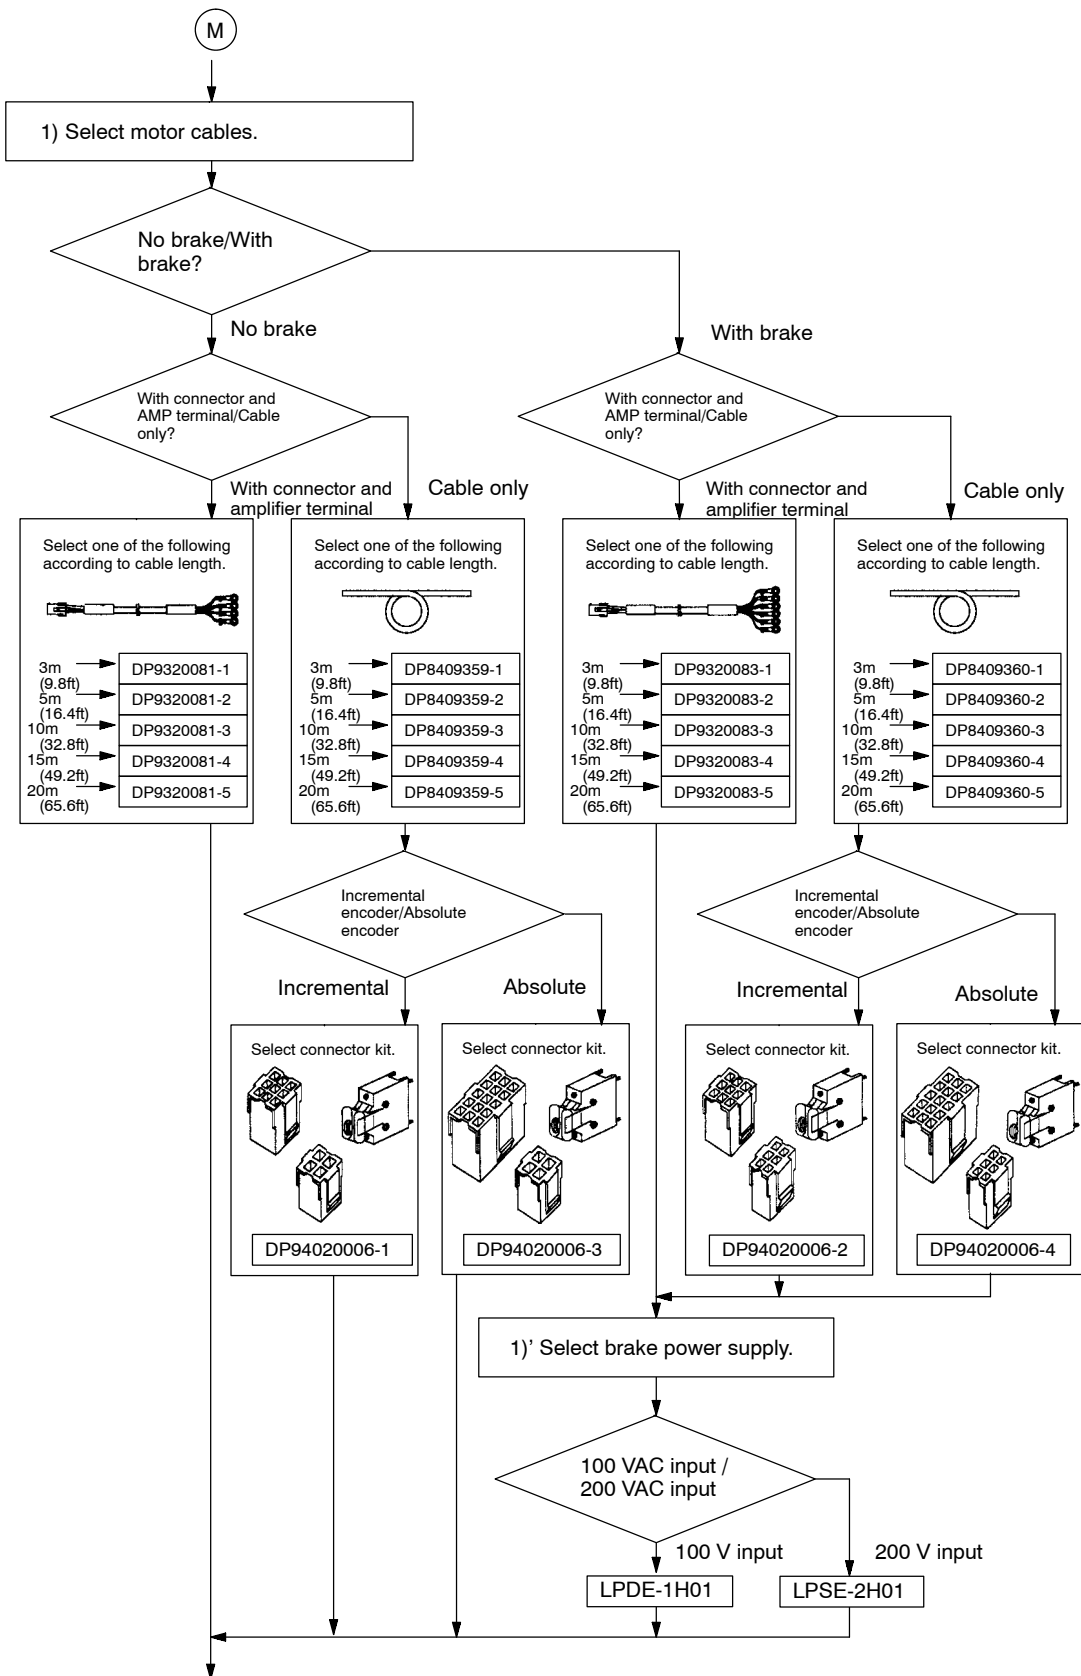 M
1) Select motor cables.
No brake/With
brake?
No brake
With brake
With connector and
AMP terminal/Cable
only?
With connector and
AMP terminal/Cable
only?
With connector and
amplifier terminal
Cable only
With connector and
amplifier terminal
Cable only
Select one of the following
according to cable length.
3m
(9.8ft)
DP9320081-1
5m
(16.4ft)
DP9320081-2
10m
(32.8ft)
DP9320081-3
15m
(49.2ft)
DP9320081-4
20m
(65.6ft)
DP9320081-5
Select one of the following
according to cable length.
3m
(9.8ft)
DP8409359-1
5m
(16.4ft)
DP8409359-2
10m
(32.8ft)
DP8409359-3
15m
(49.2ft)
DP8409359-4
20m
(65.6ft)
DP8409359-5
Select one of the following
according to cable length.
3m
(9.8ft)
DP9320083-1
5m
(16.4ft)
DP9320083-2
10m
(32.8ft)
DP9320083-3
15m
(49.2ft)
DP9320083-4
20m
(65.6ft)
DP9320083-5
Select one of the following
according to cable length.
3m
(9.8ft)
DP8409360-1
5m
(16.4ft)
DP8409360-2
10m
(32.8ft)
DP8409360-3
15m
(49.2ft)
DP8409360-4
20m
(65.6ft)
DP8409360-5
Incremental
encoder/Absolute
encoder
Incremental
encoder/Absolute
encoder
Incremental
Absolute
Incremental
Absolute
Select connector kit.
DP94020006-1
Select connector kit.
DP94020006-3
Select connector kit.
DP94020006-2
Select connector kit.
DP94020006-4
1)' Select brake power supply.
100 VAC input /
200 VAC input
100 V input
200 V input
LPDE-1H01
LPSE-2H01